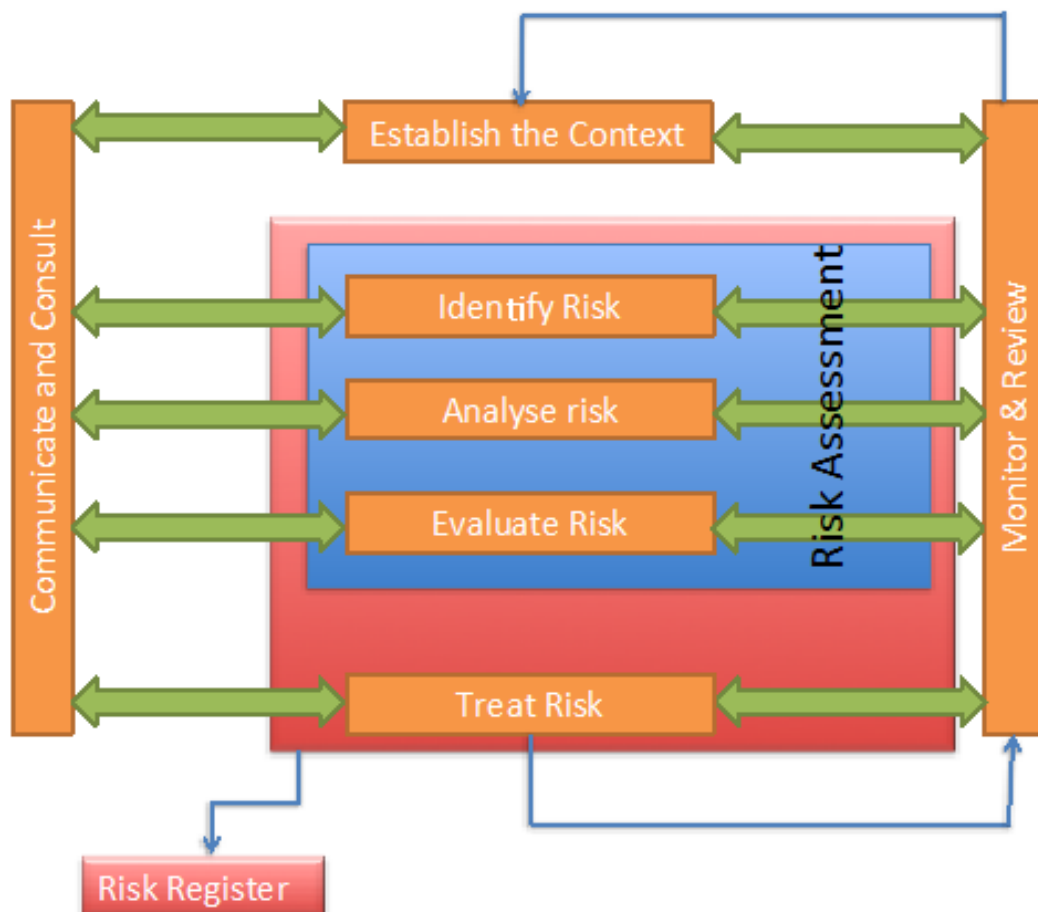 Establish the Context
Communicate and Consult
Identify Risk
Analyse risk
Evaluate Risk
Risk Assessment
Monitor & Review
Treat Risk
Risk Register